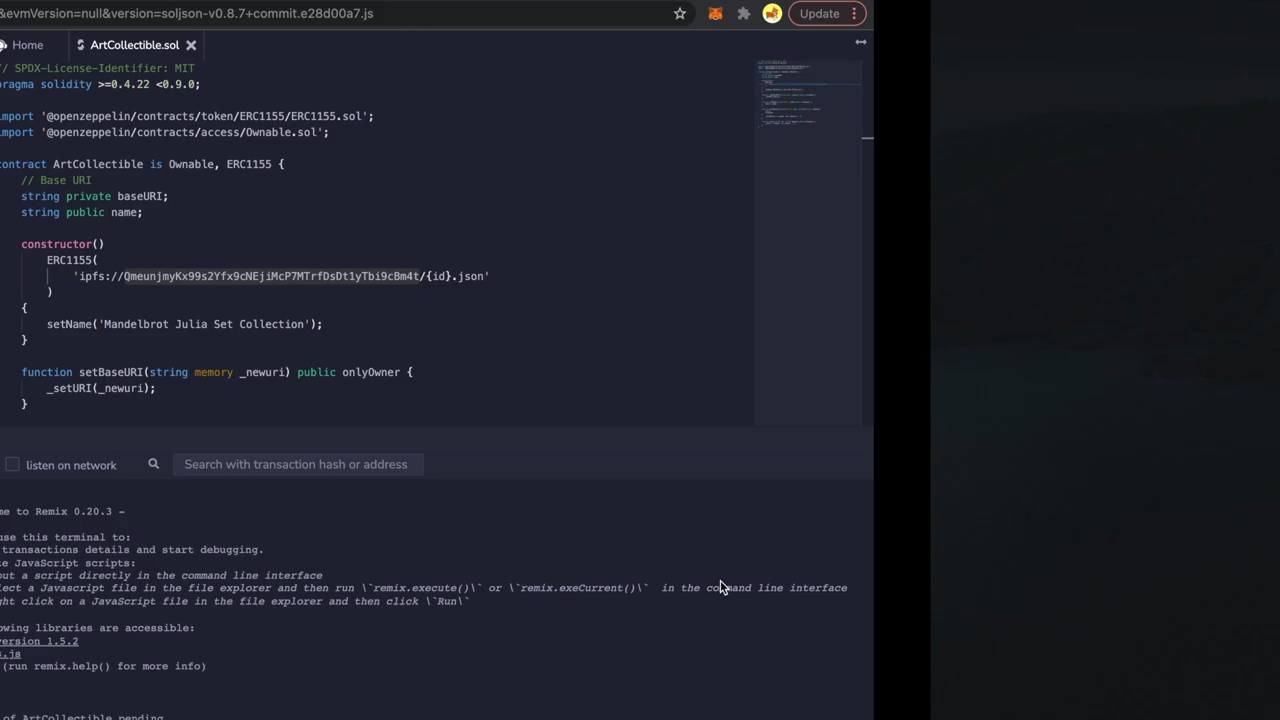 &evmVersion=null&version=soljson-v0.8.7+commit.e28d00a7.js
Update
Home
ArtCollectible.sol
// SPDX-License-Identifier: MIT
pragma solidity >=0.4.22 <0.9.0;
import '@openzeppelin/contracts/token/ERC1155/ERC1155.sol';
import '@openzeppelin/contracts/access/Ownable.sol';
contract ArtCollectible is Ownable, ERC1155 {
// Base URI
string private baseURI;
string public name;
constructor()
ERC1155(
'ipfs://QmeunjmyKx99s2Yfx9cNEjiMcP7MTrfDsDt1yTbi9cBm4t/{id}.json'
)
{
setName('Mandelbrot Julia Set Collection');
}
function setBaseURI(string memory _newuri) public onlyOwner {
_setURI(_newuri);
}
listen on network
Search with transaction hash or address
me to Remix 0.20.3 -
use this terminal to:
transactions details and start debugging.
te JavaScript scripts:
out a script directly in the command line interface
lect a JavaScript file in the file explorer and then run \`remix.execute()\` or \`remix.exeCurrent()\` in the command line interface
ght click on a JavaScript file in the file explorer and then click \`Run\`
owing libraries are accessible:
version 1.5.2
s.js
(run remix.help() for more info)
of ArtCollectible pending